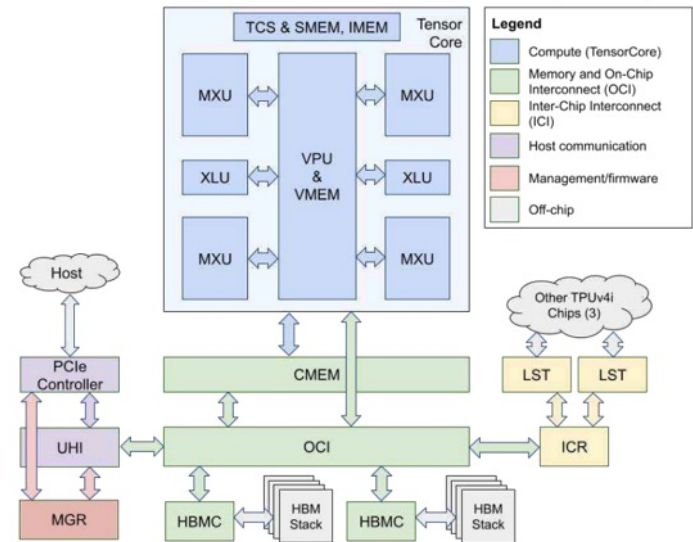 TCS & SMEM, IMEM
Tensor
Core
MXU
MXU
VPU
&
VMEM
XLU
XLU
MXU
MXU
Legend
Compute (TensorCore)
Memory and On-Chip
Interconnect (OCI)
Inter-Chip Interconnect
(ICI)
Host communication
Management/firmware
Off-chip
Host
Other TPUv4i
Chips (3)
PCIe
Controller
CMEM
LST
LST
UHI
OCI
ICR
MGR
HBMC
HBM
Stack
HBMC
HBM
Stack